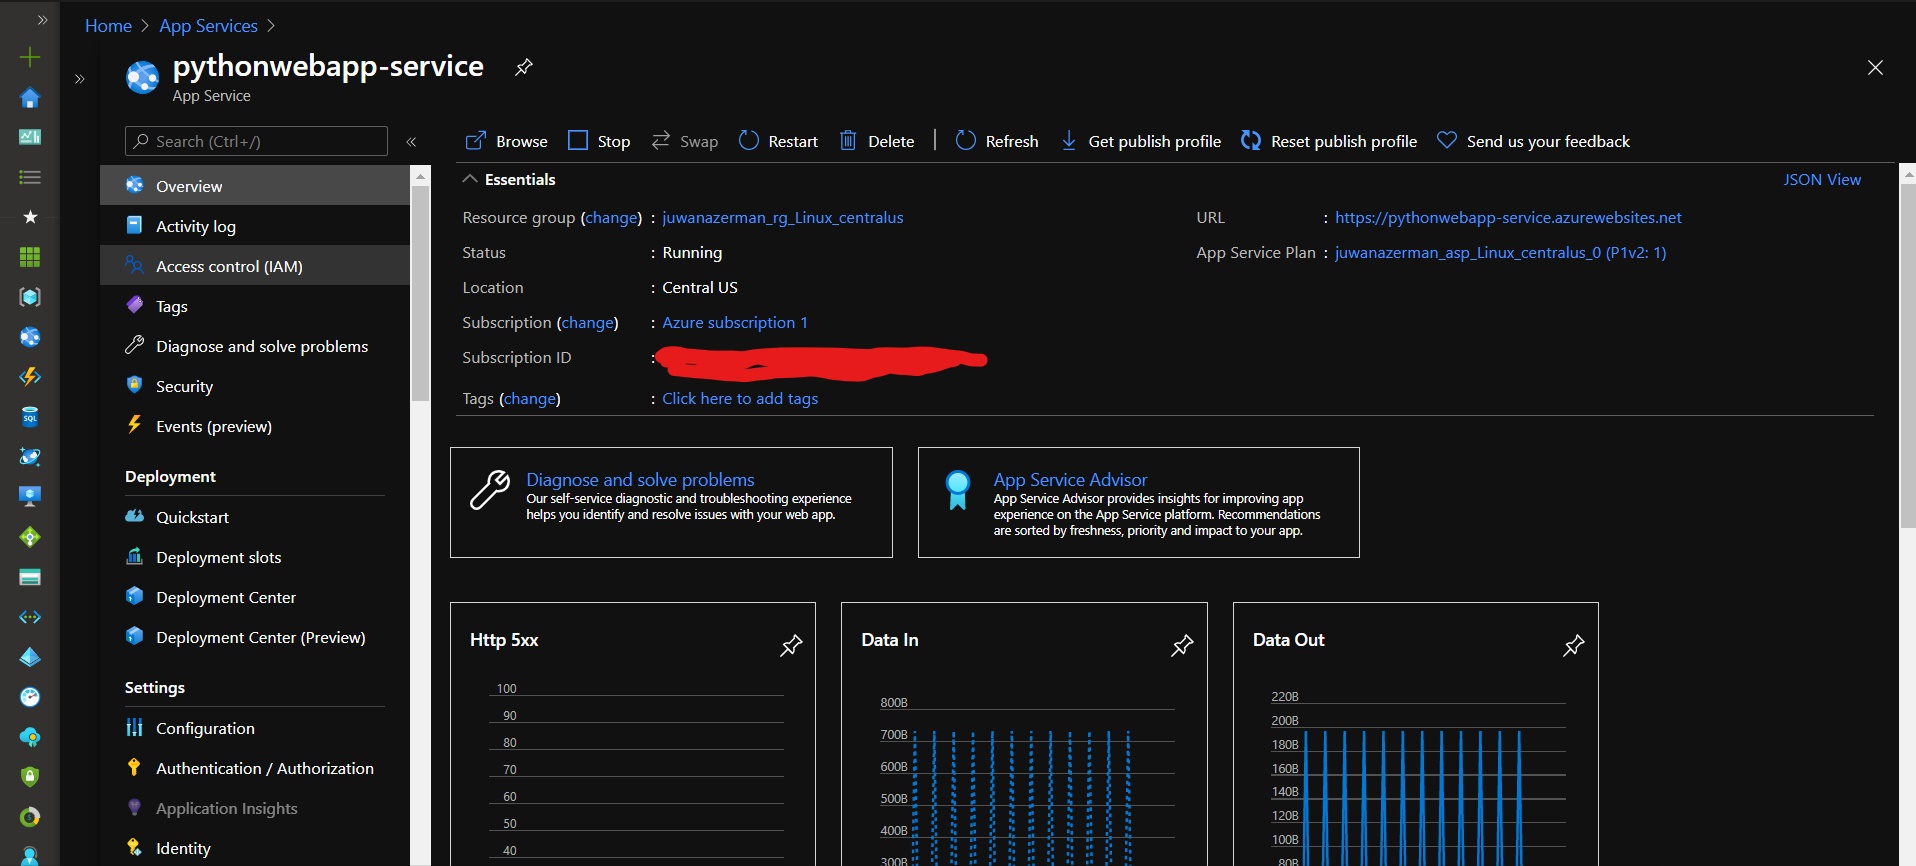 Home > App Services >
pythonwebapp-service
App Service
Search (Ctrl+/)
Overview
Activity log
Access control (IAM)
Tags
Diagnose and solve problems
Security
Events (preview)
Deployment
Quickstart
Deployment slots
Deployment Center
Deployment Center (Preview)
Settings
Configuration
Authentication / Authorization
Application Insights
Identity
Browse Stop Swap Restart Delete Refresh Get publish profile Reset publish profile Send us your feedback
Essentials JSON View
Resource group (change) : juwanazerman_rg_Linux_centralus
Status : Running
Location : Central US
Subscription (change) : Azure subscription 1
Subscription ID :
Tags (change) : Click here to add tags
URL : https://pythonwebapp-service.azurewebsites.net
App Service Plan : juwanazerman_asp_Linux_centralus_0 (P1v2: 1)
Diagnose and solve problems
Our self-service diagnostic and troubleshooting experience
helps you identify and resolve issues with your web app.
App Service Advisor
App Service Advisor provides insights for improving app
experience on the App Service platform. Recommendations
are sorted by freshness, priority and impact to your app.
Http 5xx
100
90
80
70
60
50
40
Data In
800B
700B
600B
500B
400B
300B
Data Out
220B
200B
180B
160B
140B
120B
100B
80B
SQL